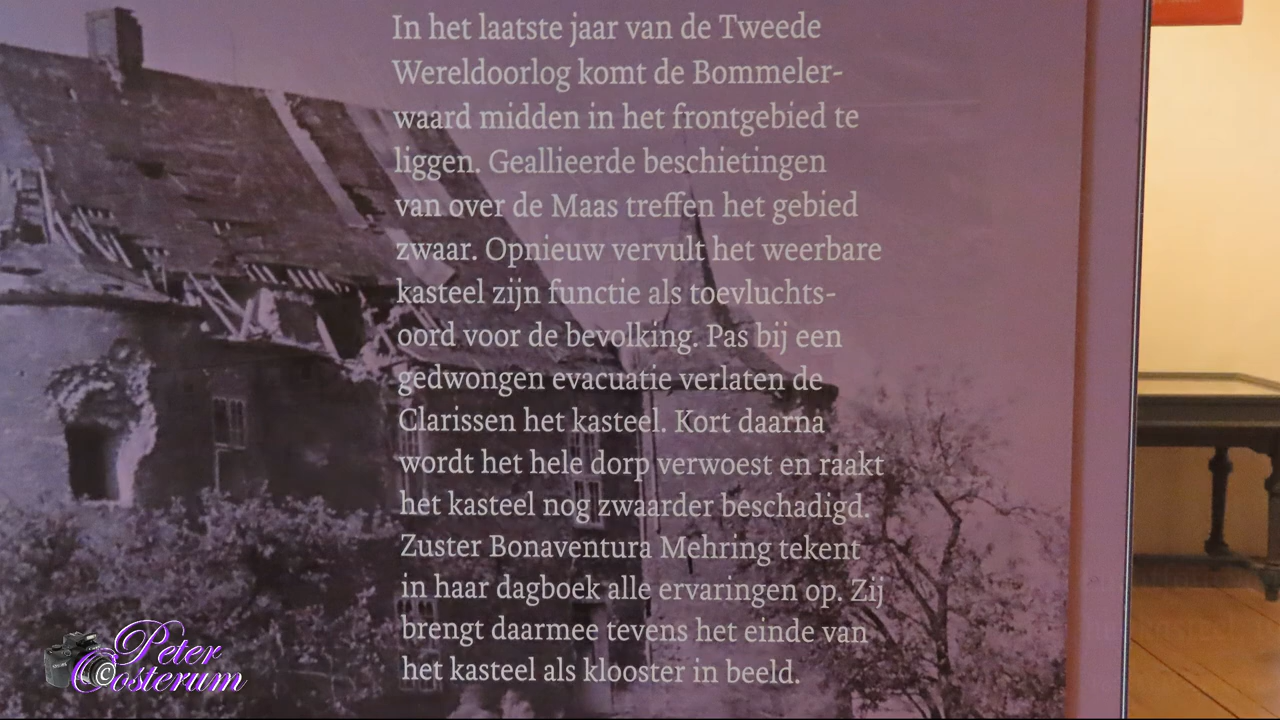 In het laatste jaar van de Tweede
Wereldoorlog komt de Bommeler-
waard midden in het frontgebied te
liggen. Geallieerde beschietingen
van over de Maas treffen het gebied
zwaar. Opnieuw vervult het weerbare
kasteel zijn functie als toevluchts-
oord voor de bevolking. Pas bij een
gedwongen evacuatie verlaten de
Clarissen het kasteel. Kort daarna
wordt het hele dorp verwoest en raakt
het kasteel nog zwaarder beschadigd.
Zuster Bonaventura Mehring tekent
in haar dagboek alle ervaringen op. Zij
brengt daarmee tevens het einde van
het kasteel als klooster in beeld.
Peter
©Oosterum